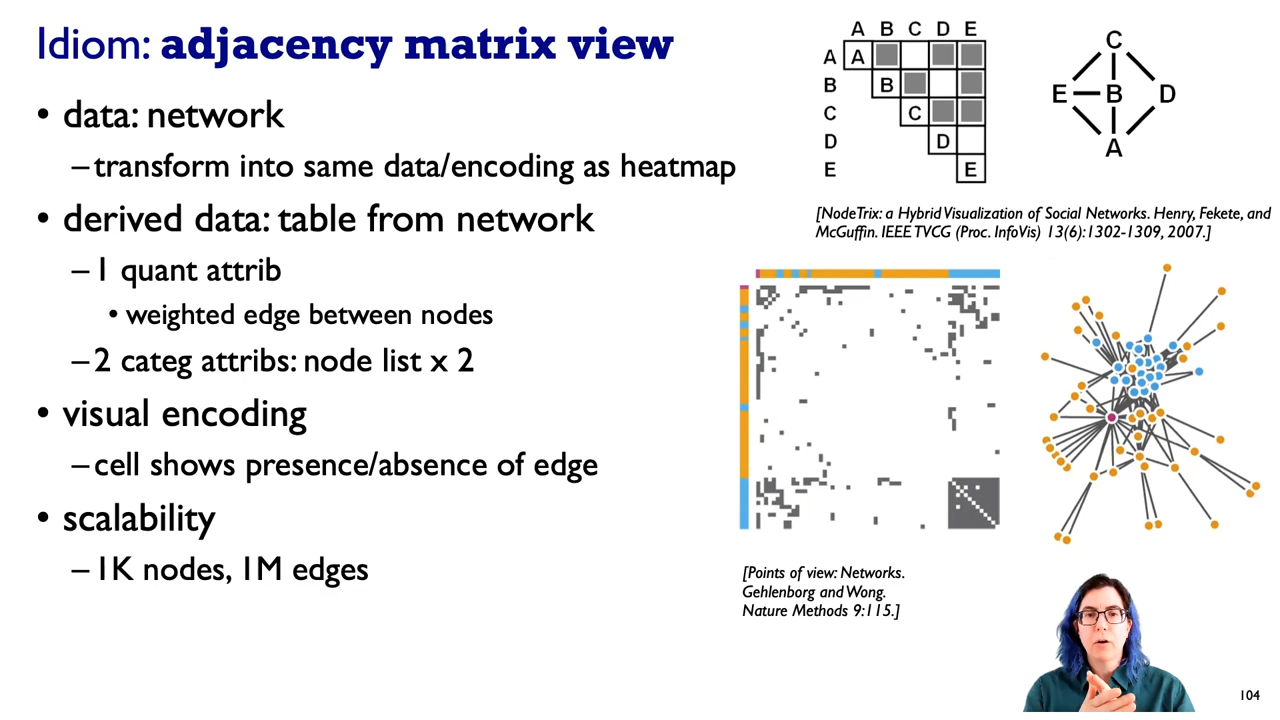 Idiom: adjacency matrix view
• data: network
–transform into same data/encoding as heatmap
• derived data: table from network
–1 quant attrib
• weighted edge between nodes
–2 categ attribs: node list x 2
• visual encoding
–cell shows presence/absence of edge
• scalability
–1K nodes, 1M edges
A B C D E
A A
B B
C C
D D
E E
C
E B D
A
[NodeTrix: a Hybrid Visualization of Social Networks. Henry, Fekete, and
McGuffin. IEEE TVCG (Proc. InfoVis) 13(6):1302-1309, 2007.]
[Points of view: Networks.
Gehlenborg and Wong.
Nature Methods 9:115.]
104